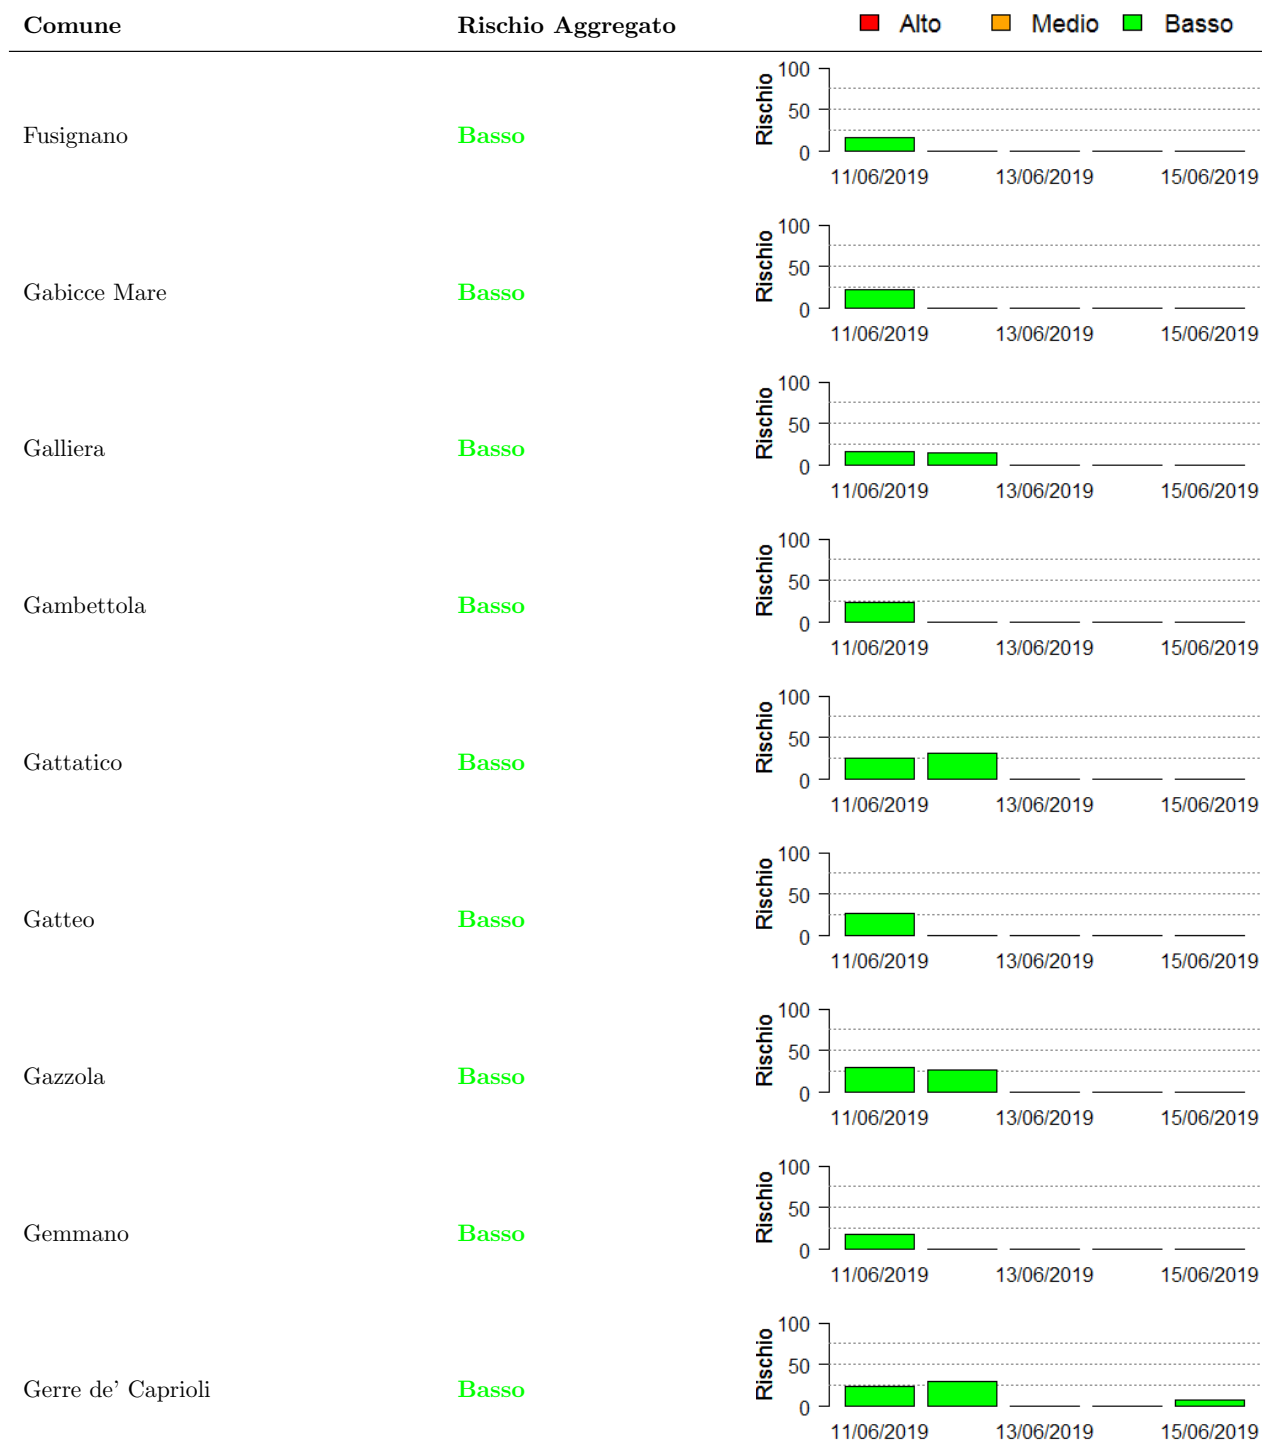 Comune Rischio Aggregato Alto Medio Basso
100
Rischio
50
Fusignano Basso
0
11/06/2019 13/06/2019 15/06/2019
100
Rischio
50
Gabicce Mare Basso
0
11/06/2019 13/06/2019 15/06/2019
100
Rischio
50
Galliera Basso
0
11/06/2019 13/06/2019 15/06/2019
100
Rischio
50
Gambettola Basso
0
11/06/2019 13/06/2019 15/06/2019
100
Rischio
50
Gattatico Basso
0
11/06/2019 13/06/2019 15/06/2019
100
Rischio
50
Gatteo Basso
0
11/06/2019 13/06/2019 15/06/2019
100
Rischio
50
Gazzola Basso
0
11/06/2019 13/06/2019 15/06/2019
100
Rischio
50
Gemmano Basso
0
11/06/2019 13/06/2019 15/06/2019
100
Rischio
50
Gerre de' Caprioli Basso
0
11/06/2019 13/06/2019 15/06/2019